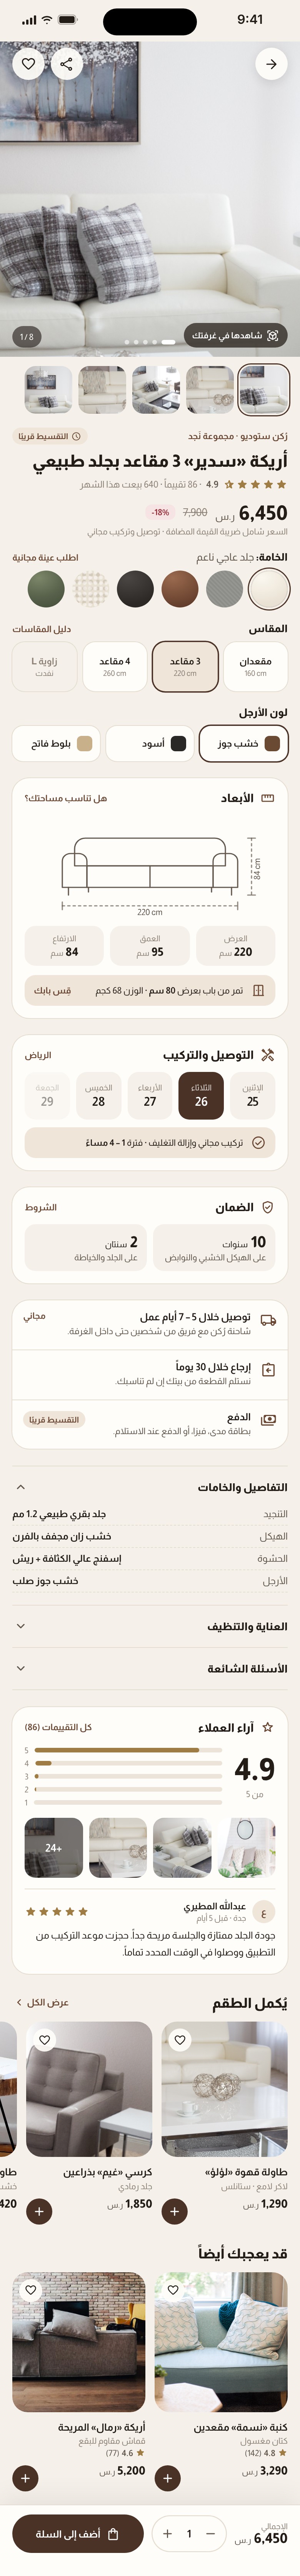 9:41
شاهدها في غرفتك
1 / 8
رُكن ستوديو · مجموعة نَجد
التقسيط قريبًا
أريكة «سدير» 3 مقاعد بجلد طبيعي
4.9 · 86 تقييماً · 640 بيعت هذا الشهر
6,450 ر.س 7,900 -18%
السعر شامل ضريبة القيمة المضافة · توصيل وتركيب مجاني
الخامة: جلد عاجي ناعم
اطلب عينة مجانية
المقاس
دليل المقاسات
مقعدان
160 cm
3 مقاعد
220 cm
4 مقاعد
260 cm
زاوية L
نفدت
لون الأرجل
خشب جوز
أسود
بلوط فاتح
الأبعاد
هل تناسب مساحتك؟
84 cm
220 cm
العرض
220 سم
العمق
95 سم
الارتفاع
84 سم
تمر من باب بعرض 80 سم · الوزن 68 كجم
قِس بابك
التوصيل والتركيب
الرياض
الإثنين
25
الثلاثاء
26
الأربعاء
27
الخميس
28
الجمعة
29
تركيب مجاني وإزالة التغليف · فترة 1 – 4 مساءً
الضمان
الشروط
10 سنوات
على الهيكل الخشبي والنوابض
2 سنتان
على الجلد والخياطة
توصيل خلال 5 – 7 أيام عمل
مجاني
شاحنة رُكن مع فريق من شخصين حتى داخل الغرفة.
إرجاع خلال 30 يوماً
نستلم القطعة من بيتك إن لم تناسبك.
الدفع
التقسيط قريبًا
بطاقة مدى، فيزا، أو الدفع عند الاستلام.
التفاصيل والخامات
التنجيد
جلد بقري طبيعي 1.2 مم
الهيكل
خشب زان مجفف بالفرن
الحشوة
إسفنج عالي الكثافة + ريش
الأرجل
خشب جوز صلب
العناية والتنظيف
الأسئلة الشائعة
آراء العملاء
كل التقييمات (86)
4.9
من 5
5
4
3
2
1
24+
ع
عبدالله المطيري
جدة · قبل 5 أيام
جودة الجلد ممتازة والجلسة مريحة جداً. حجزت موعد التركيب من
التطبيق ووصلوا في الوقت المحدد تماماً.
يُكمل الطقم
عرض الكل
طاولة قهوة «لؤلؤ»
لاكر لامع · ستانلس
1,290 ر.س
كرسي «غيم» بذراعين
جلد رمادي
1,850 ر.س
طاو
خشـ
420
قد يعجبك أيضاً
كنبة «نسمة» مقعدين
كتان مغسول
4.8 (142)
3,290 ر.س
أريكة «رمال» المريحة
قماش مقاوم للبقع
4.6 (77)
5,200 ر.س
الإجمالي
6,450 ر.س
1
أضف إلى السلة